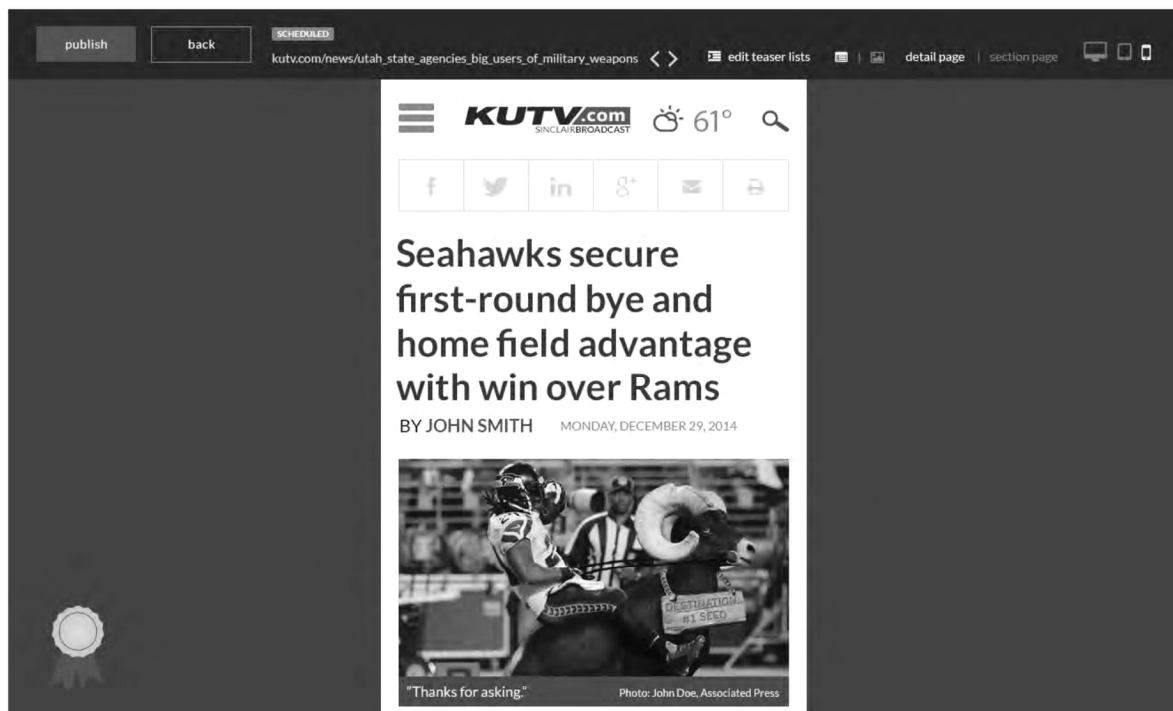 publish
back
SCHEDULED
kutv.com/news/utah_state_agencies_big_users_of_military_weapons
edit teaser lists
detail page
section page
KUTV.com
SINCLAIRBROADCAST
61°
f
in
g+
Seahawks secure
first-round bye and
home field advantage
with win over Rams
BY JOHN SMITH MONDAY, DECEMBER 29, 2014
DESTINATION
#1 SEED
"Thanks for asking."
Photo: John Doe, Associated Press